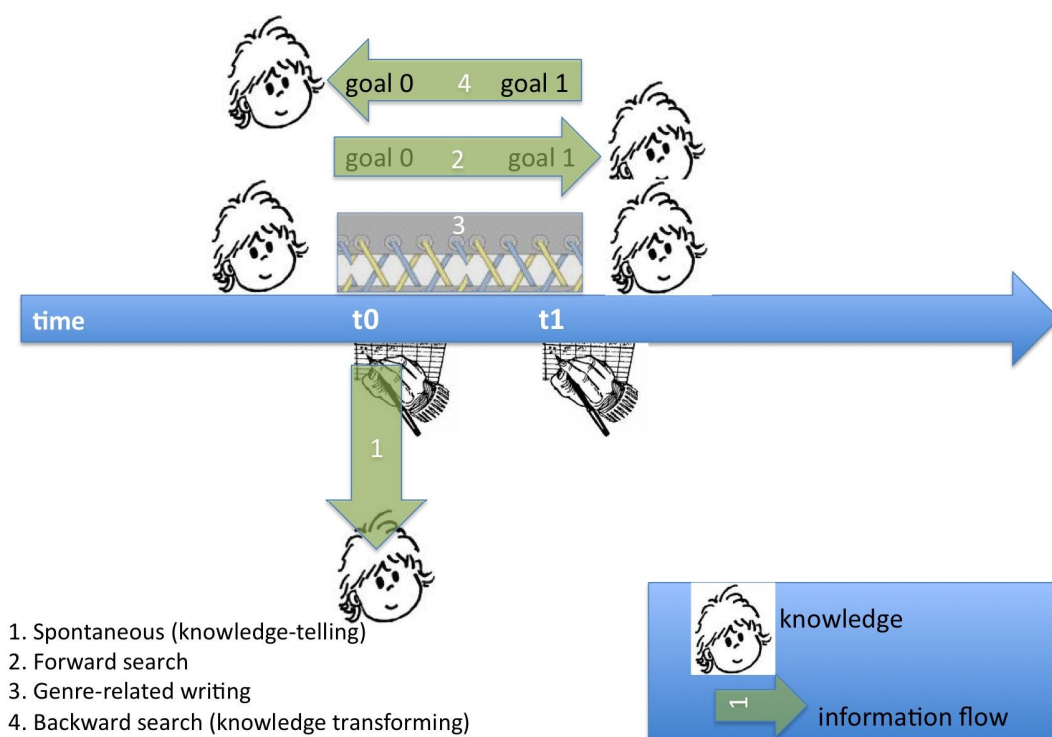 goal 0 4 goal 1
goal 0 2 goal 1
3
time t0 t1
1
1. Spontaneous (knowledge-telling)
2. Forward search
3. Genre-related writing
4. Backward search (knowledge transforming)
knowledge
1
information flow